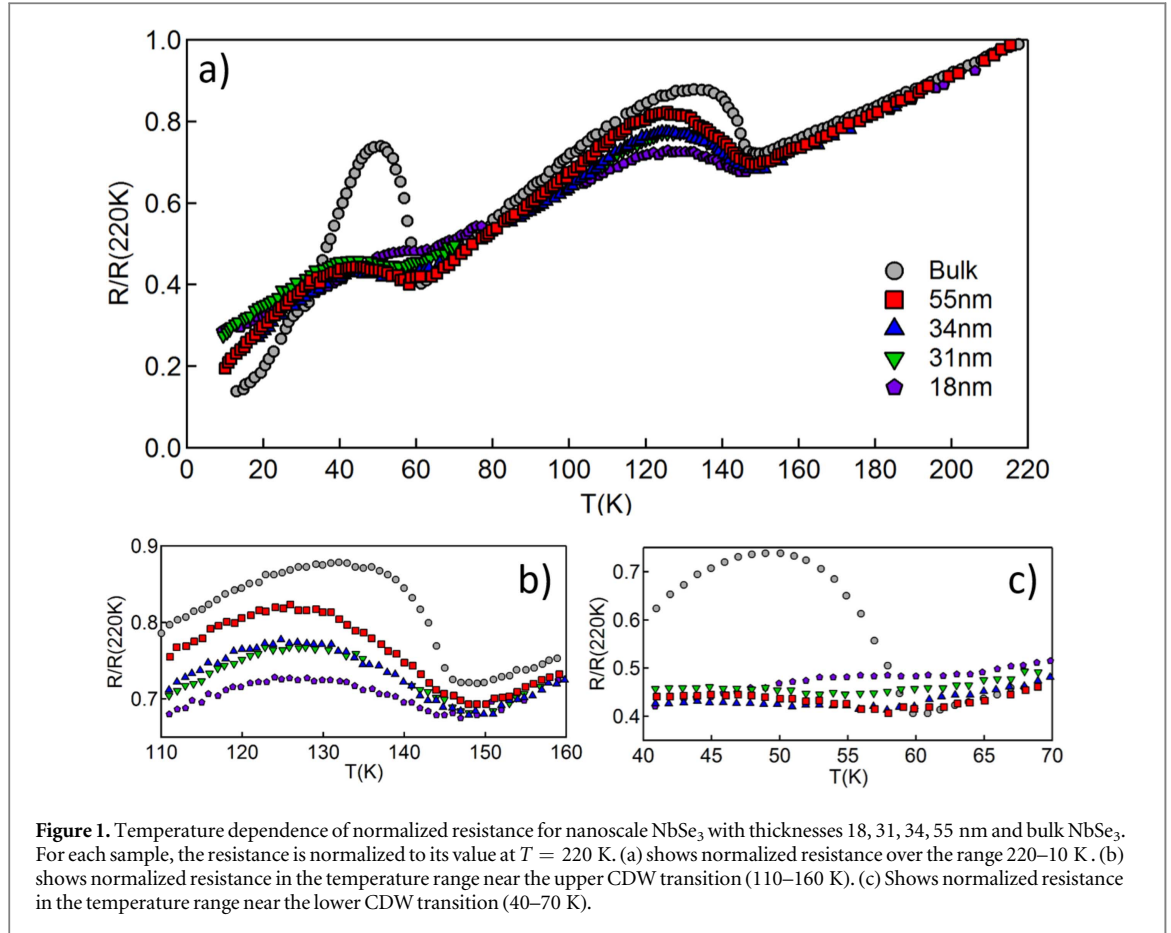 a)
R/R(220K)
1.0
0.8
0.6
0.4
0.2
0.0
0 20 40 60 80 100 120 140 160 180 200 220
T(K)
Bulk
55nm
34nm
31nm
18nm
b)
R/R(220K)
0.9
0.8
0.7
110 120 130 140 150 160
T(K)
c)
R/R(220K)
0.7
0.6
0.5
0.4
40 45 50 55 60 65 70
T(K)
Figure 1. Temperature dependence of normalized resistance for nanoscale NbSe₃ with thicknesses 18, 31, 34, 55 nm and bulk NbSe₃.
For each sample, the resistance is normalized to its value at T = 220 K. (a) shows normalized resistance over the range 220–10 K . (b)
shows normalized resistance in the temperature range near the upper CDW transition (110–160 K). (c) Shows normalized resistance
in the temperature range near the lower CDW transition (40–70 K).